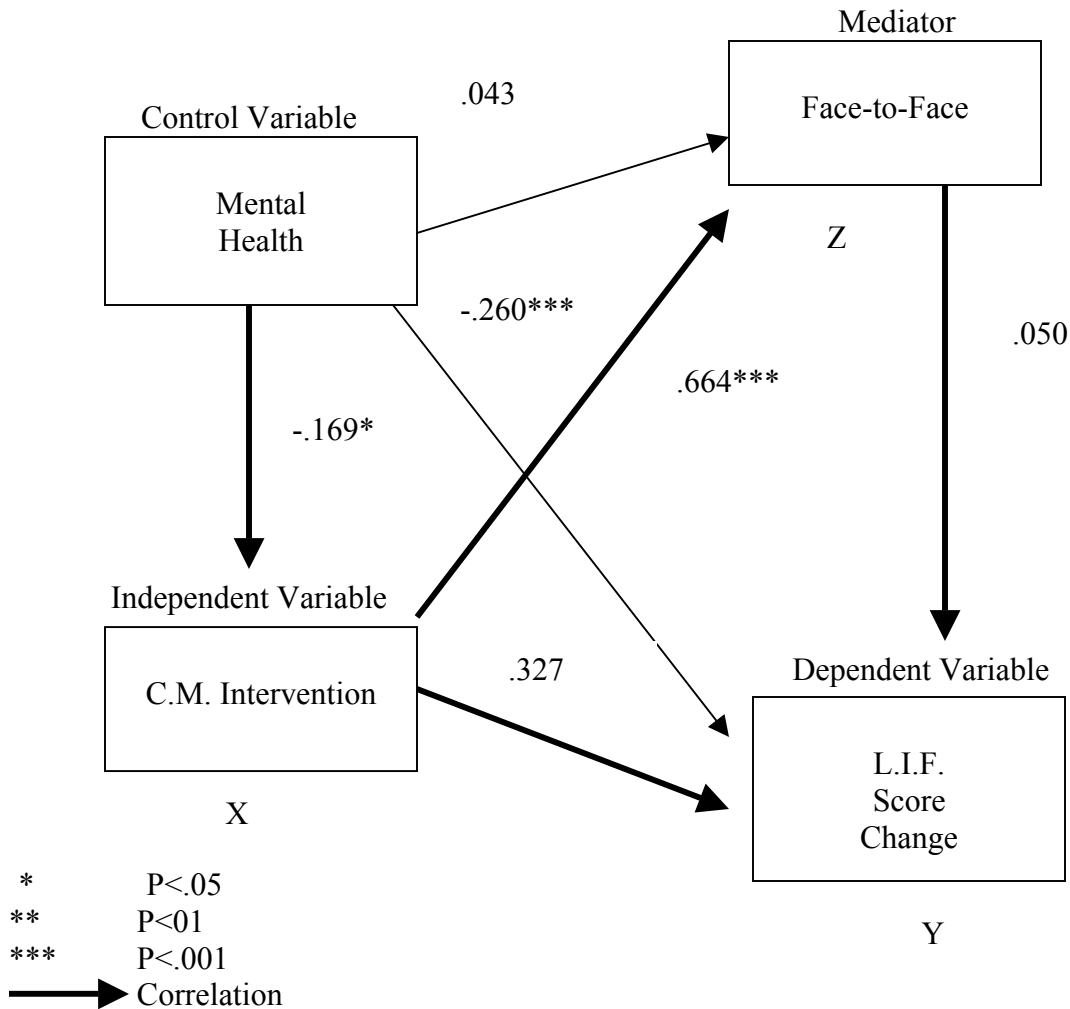 Mediator
Face-to-Face
Z
.043
Control Variable
Mental
Health
-.260***
.664***
.050
-.169*
Independent Variable
C.M. Intervention
X
.327
Dependent Variable
L.I.F.
Score
Change
Y
* P<.05
** P<01
*** P<.001
Correlation